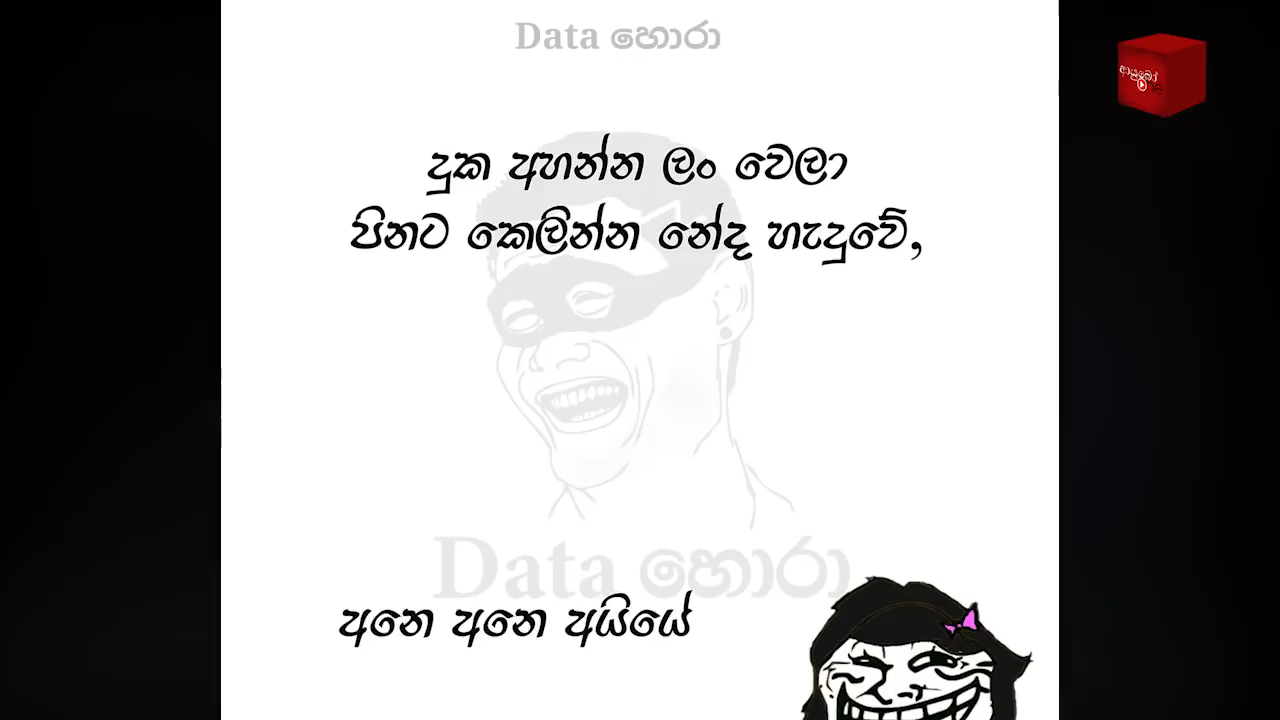 Data හොරා
දුක අහන්න ලං වෙලා
පිනට කෙලින්න නේද හැදුවේ,
Data හොරා
අනෙ අනෙ අයියේ